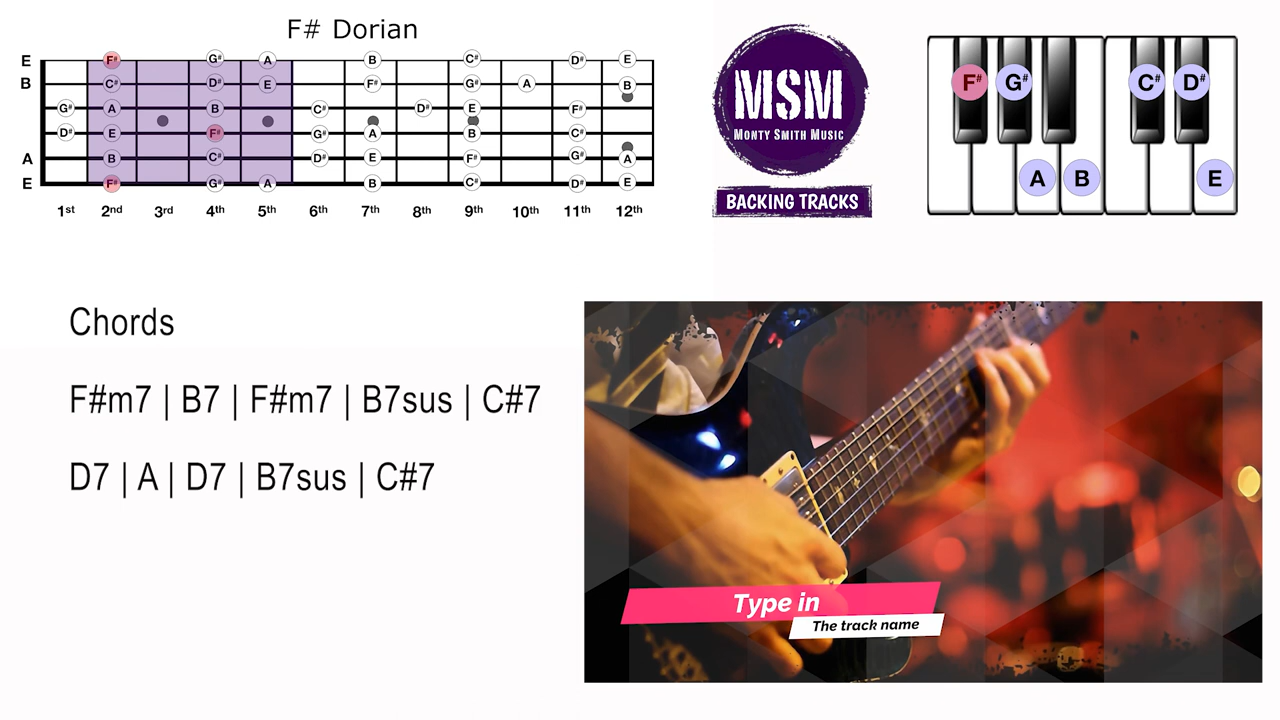 F# Dorian
E F# G# A B C# D# E
B C# D# E F# G# A B
G# A B C# D# E F#
D# E F# G# A B C#
A B C# D# E F# G# A
E F# G# A B C# D# E
1st 2nd 3rd 4th 5th 6th 7th 8th 9th 10th 11th 12th
MSM
MONTY SMITH MUSIC
BACKING TRACKS
F# G# C# D#
A B E
Chords
F#m7 | B7 | F#m7 | B7sus | C#7
D7 | A | D7 | B7sus | C#7
Type in
The track name